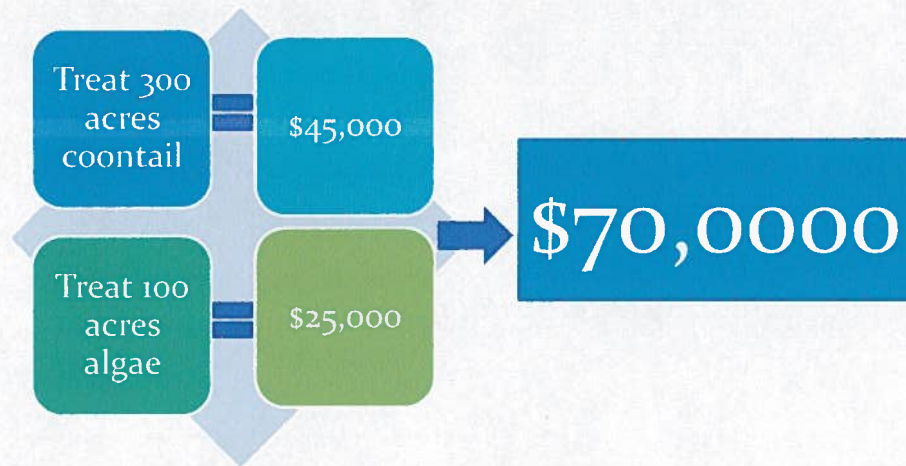 Treat 300
acres
coontail
$45,000
Treat 100
acres
algae
$25,000
$70,0000